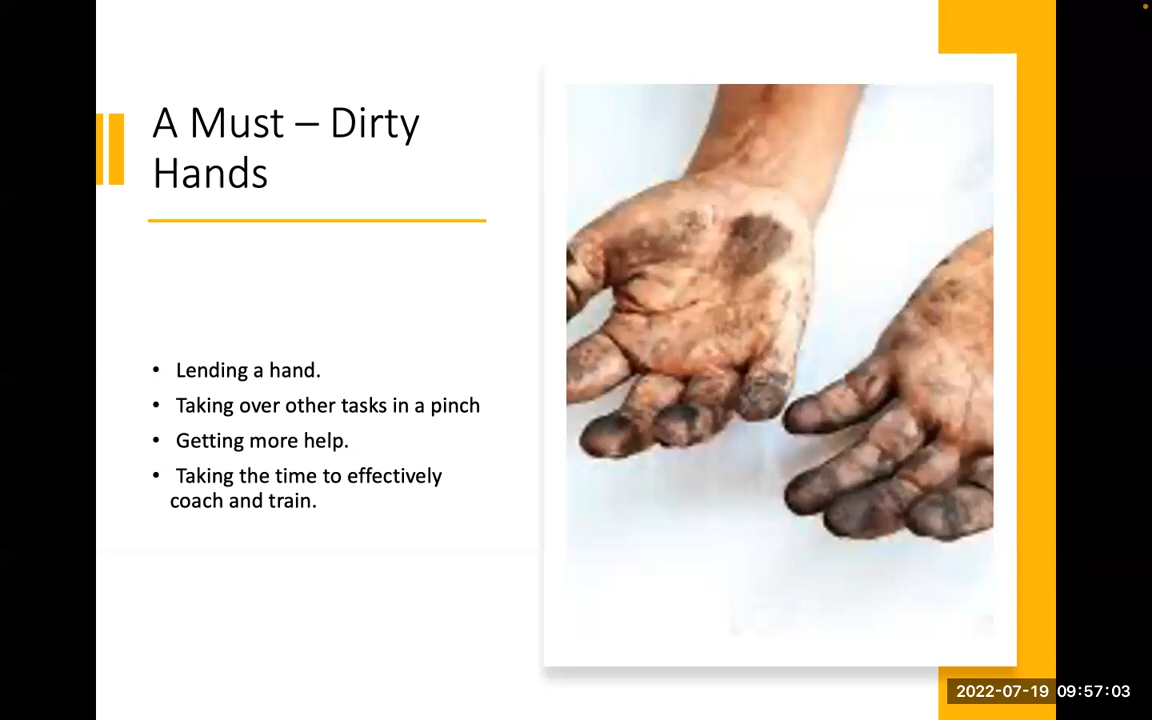 A Must – Dirty
Hands
• Lending a hand.
• Taking over other tasks in a pinch
• Getting more help.
• Taking the time to effectively
coach and train.
2022-07-19 09:57:03